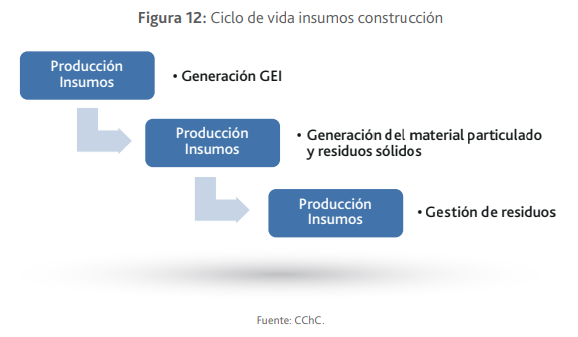 Figura 12: Ciclo de vida insumos construcción
Producción
Insumos
• Generación GEI
Producción
Insumos
• Generación del material particulado
y residuos sólidos
Producción
Insumos
• Gestión de residuos
Fuente: CChC.